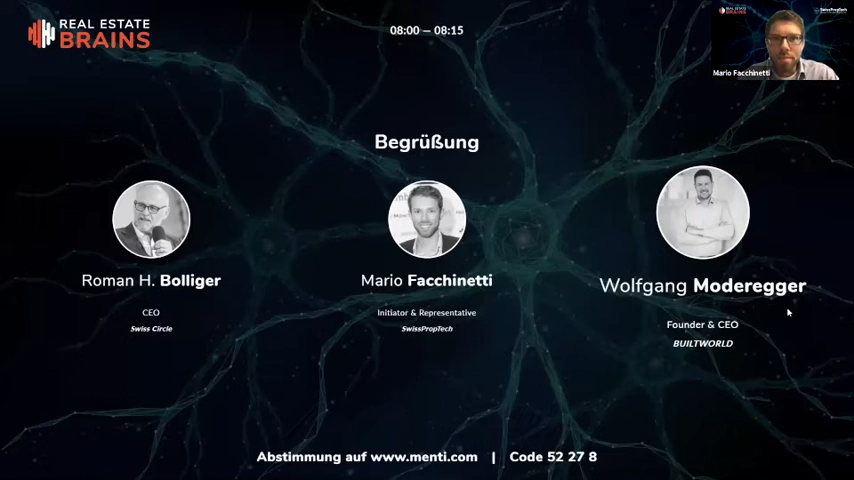 REAL ESTATE
BRAINS
08:00 — 08:15
Mario Facchinetti
Begrüßung
Roman H. Bolliger
CEO
Swiss Circle
Mario Facchinetti
Initiator & Representative
SwissPropTech
Wolfgang Moderegger
Founder & CEO
BUILTWORLD
Abstimmung auf www.menti.com | Code 52 27 8